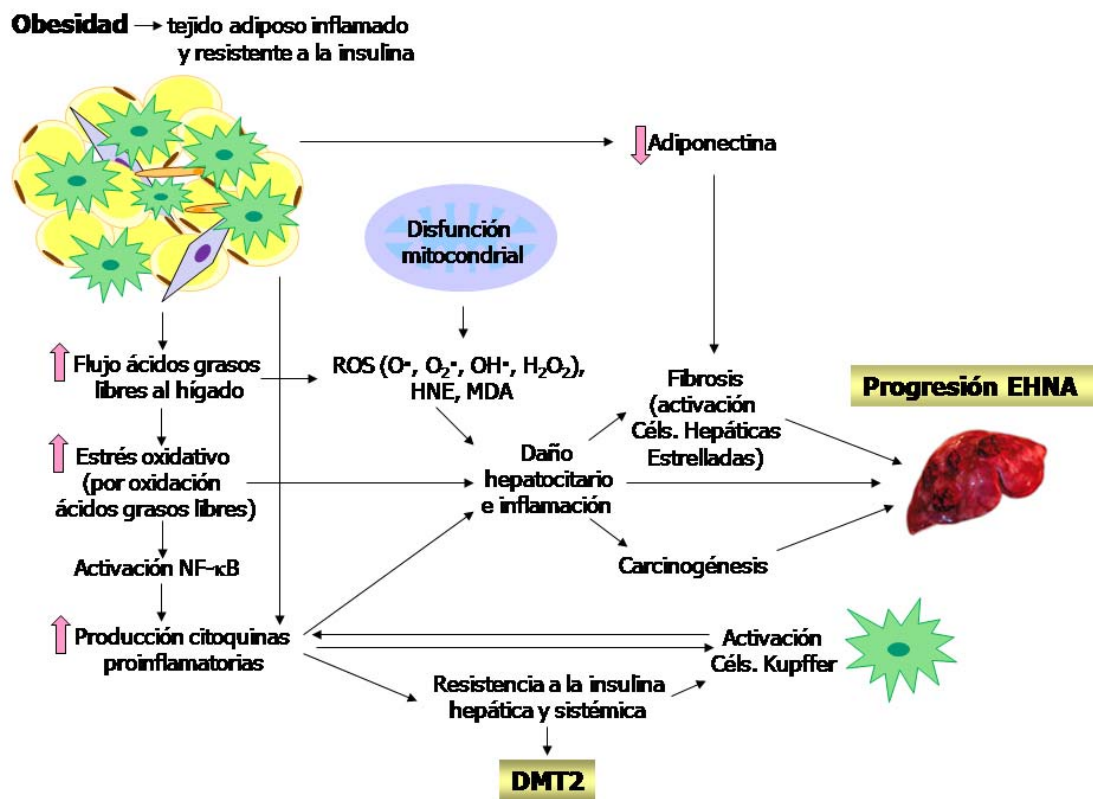 Obesidad → tejido adiposo inflamado
y resistente a la insulina
Adiponectina
Disfunción
mitocondrial
Flujo ácidos grasos
libres al hígado
ROS (O•, O₂•, OH•, H₂O₂),
HNE, MDA
Fibrosis
(activación
Céls. Hepáticas
Estrelladas)
Progresión EHNA
Estrés oxidativo
(por oxidación
ácidos grasos libres)
Daño
hepatocitario
e inflamación
Activación NF-κB
Carcinogénesis
Producción citoquinas
proinflamatorias
Activación
Céls. Kupffer
Resistencia a la insulina
hepática y sistémica
DMT2